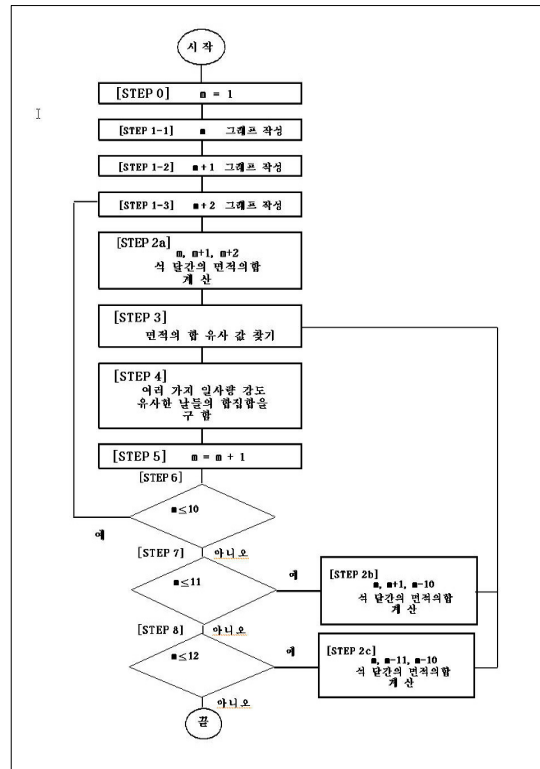 시작
[STEP 0] m = 1
[STEP 1-1] m 그래프 작성
[STEP 1-2] m+1 그래프 작성
[STEP 1-3] m+2 그래프 작성
[STEP 2a]
m, m+1, m+2
석 달간의 면적의합
계 산
[STEP 3]
면적의 합 유사 값 찾기
[STEP 4]
여러 가지 일사량 강도
유사한 날들의 합집합을
구 함
[STEP 5] m = m + 1
[STEP 6]
m≤10
예
아니오
[STEP 7]
m≤11
예
[STEP 2b]
m, m+1, m-10
석 달간의 면적의합
계 산
아니오
[STEP 8]
m≤12
예
[STEP 2c]
m, m-11, m-10
석 달간의 면적의합
계 산
아니오
끝